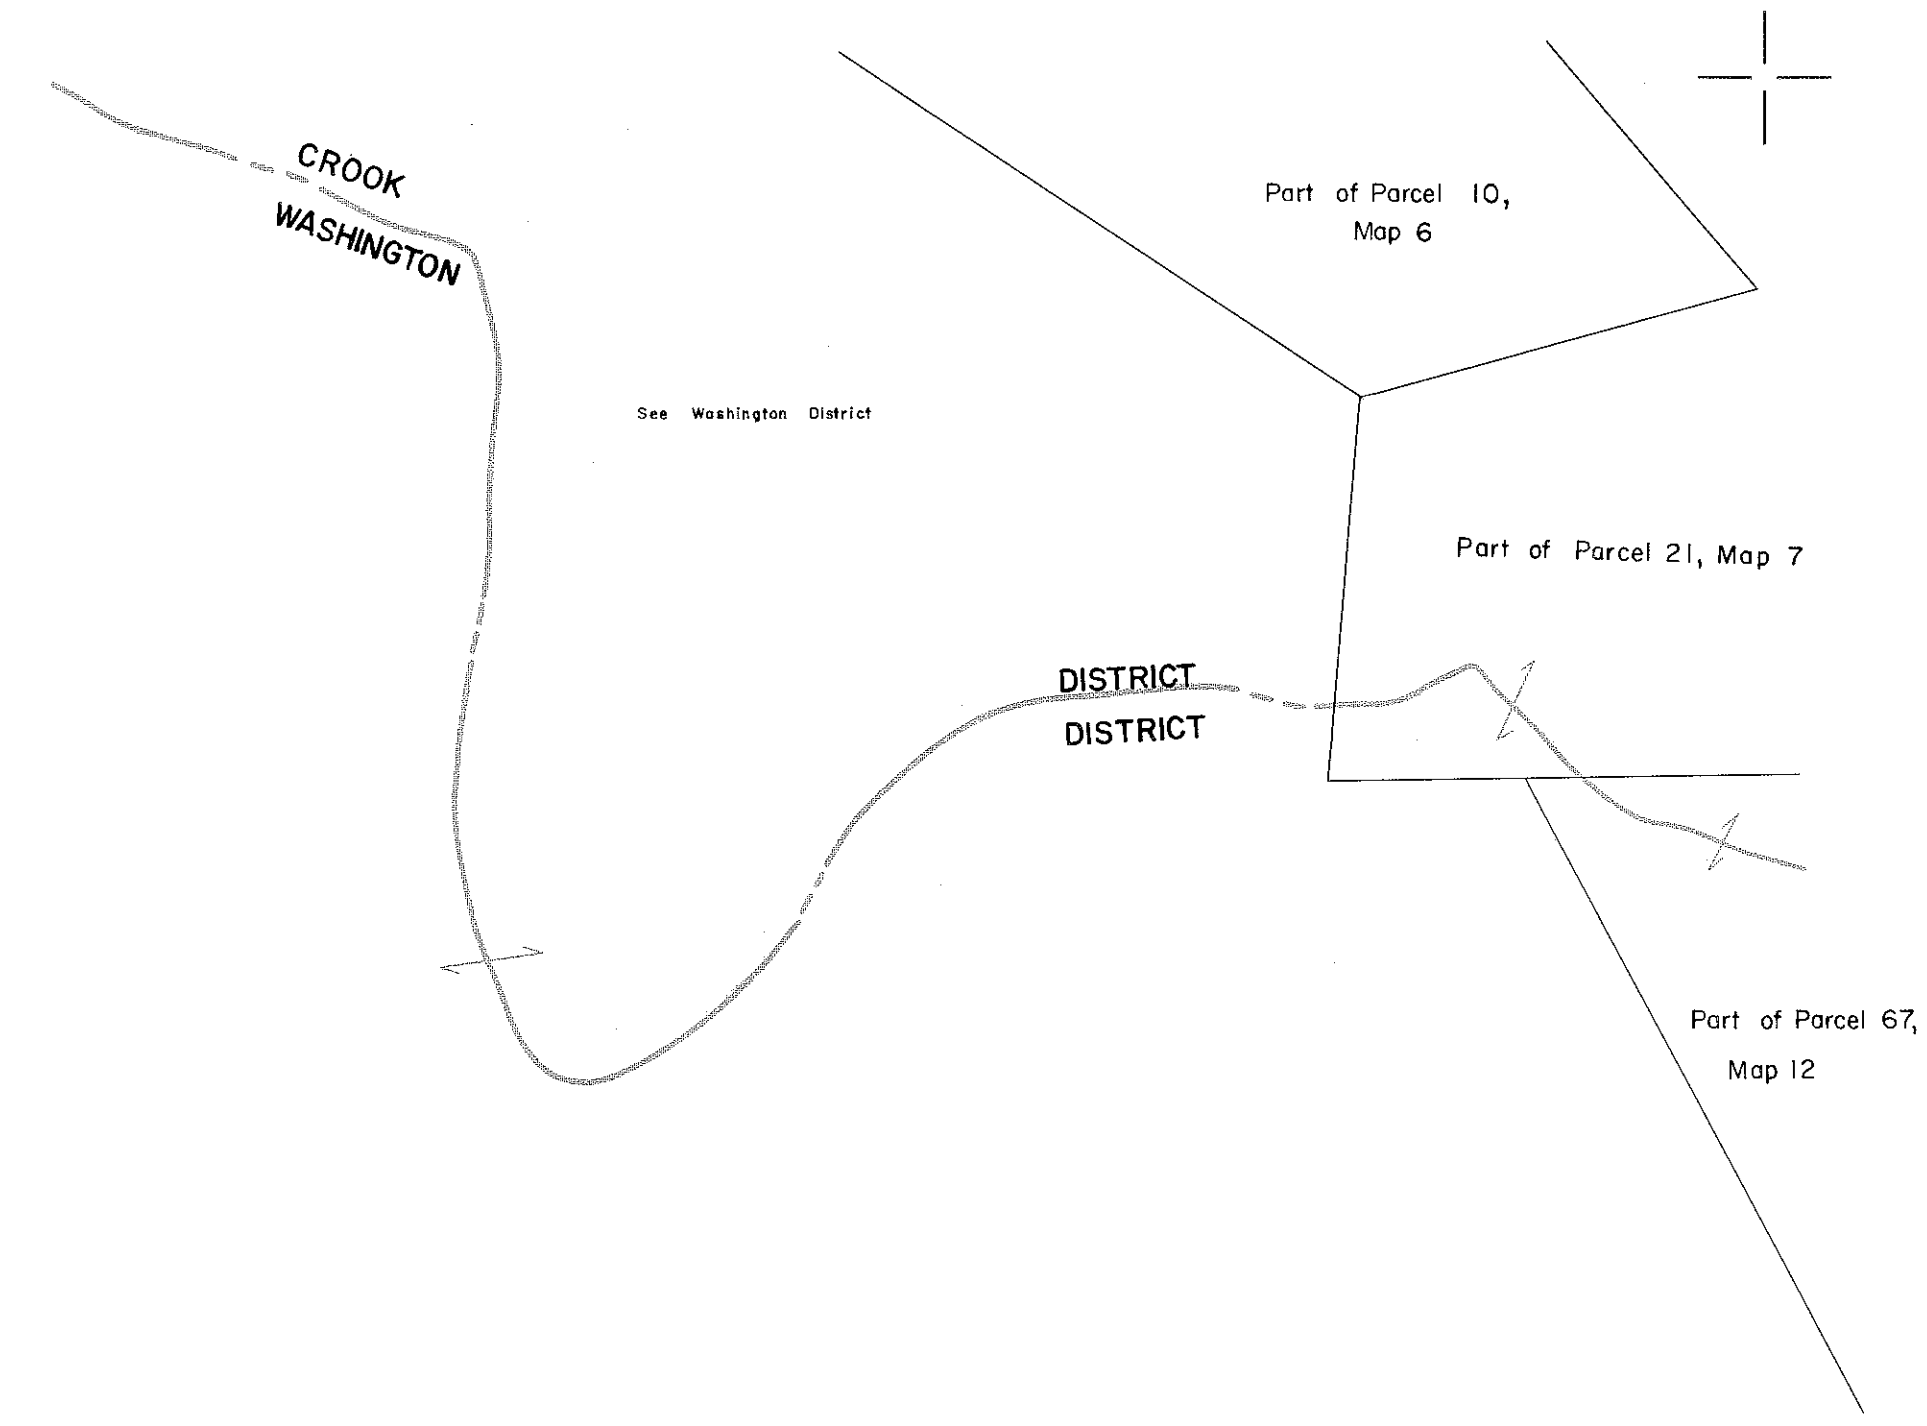 CROOK
WASHINGTON
Part of Parcel 10,
Map 6
See Washington District
Part of Parcel 21, Map 7
DISTRICT
DISTRICT
Part of Parcel 67,
Map 12